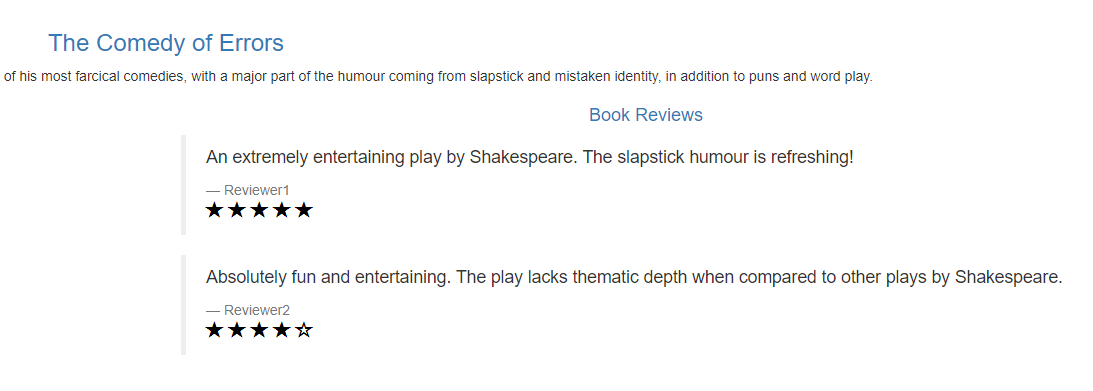 The Comedy of Errors
of his most farcical comedies, with a major part of the humour coming from slapstick and mistaken identity, in addition to puns and word play.
Book Reviews
An extremely entertaining play by Shakespeare. The slapstick humour is refreshing!
— Reviewer1
★★★★★
Absolutely fun and entertaining. The play lacks thematic depth when compared to other plays by Shakespeare.
— Reviewer2
★★★★☆